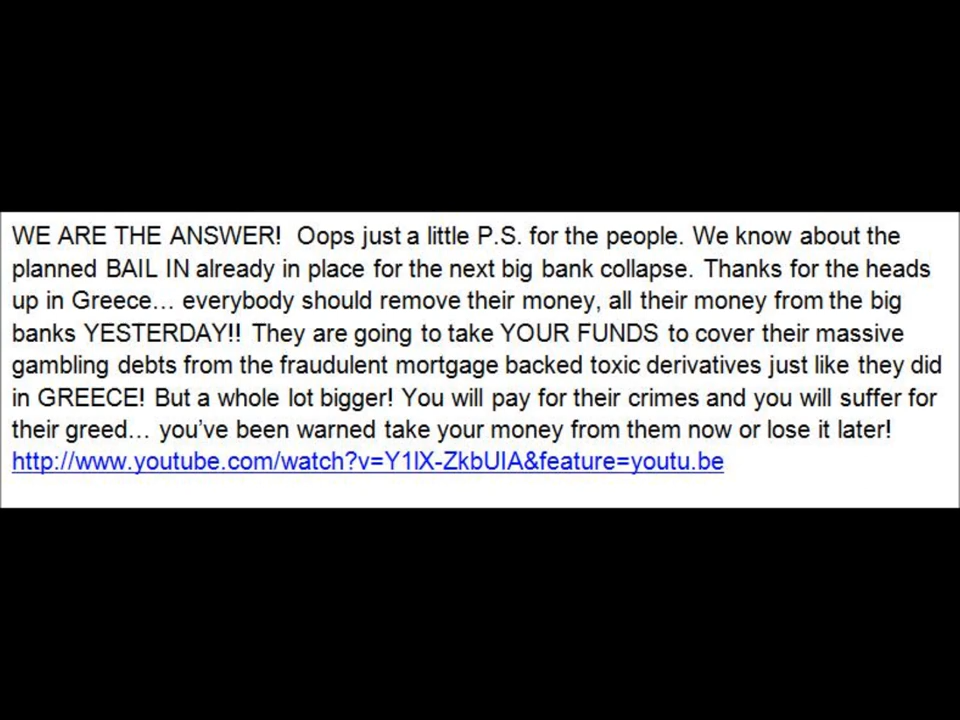 WE ARE THE ANSWER!  Oops just a little P.S. for the people. We know about the
planned BAIL IN already in place for the next big bank collapse. Thanks for the heads
up in Greece… everybody should remove their money, all their money from the big
banks YESTERDAY!!  They are going to take YOUR FUNDS to cover their massive
gambling debts from the fraudulent mortgage backed toxic derivatives just like they did
in GREECE! But a whole lot bigger! You will pay for their crimes and you will suffer for
their greed… you’ve been warned take your money from them now or lose it later!
http://www.youtube.com/watch?v=Y1lX-ZkbUIA&feature=youtu.be